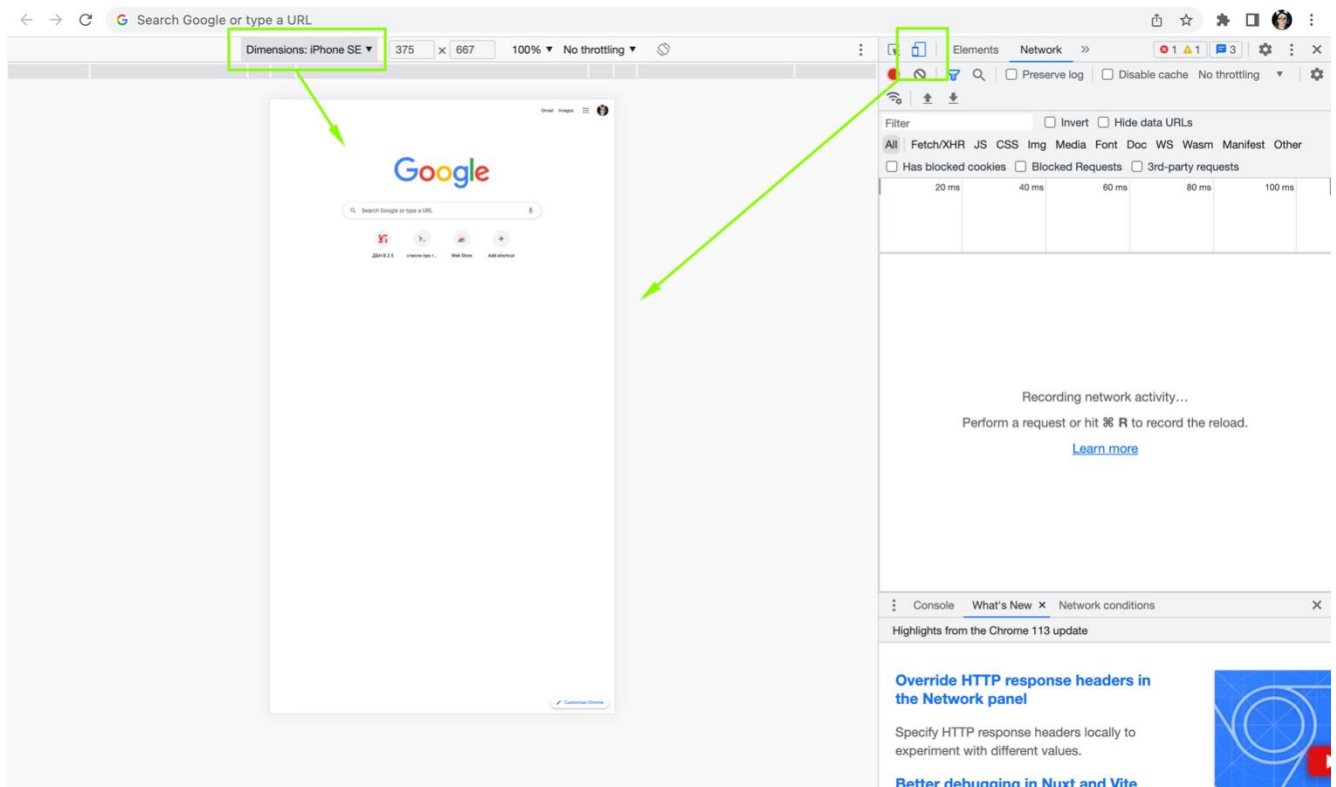 Search Google or type a URL
Dimensions: iPhone SE ▼ 375 x 667 100% ▼ No throttling ▼
Elements Network » 1 1 3
Preserve log Disable cache No throttling ▼
Filter Invert Hide data URLs
All Fetch/XHR JS CSS Img Media Font Doc WS Wasm Manifest Other
Has blocked cookies Blocked Requests 3rd-party requests
20 ms 40 ms 60 ms 80 ms 100 ms
Gmail Images
Google
Search Google or type a URL
ДБН В.2.5 Web Store Add shortcut
Customise Chrome
Recording network activity…
Perform a request or hit ⌘ R to record the reload.
Learn more
Console What's New × Network conditions
Highlights from the Chrome 113 update
Override HTTP response headers in
the Network panel
Specify HTTP response headers locally to
experiment with different values.
Better debugging in Nuxt and Vite